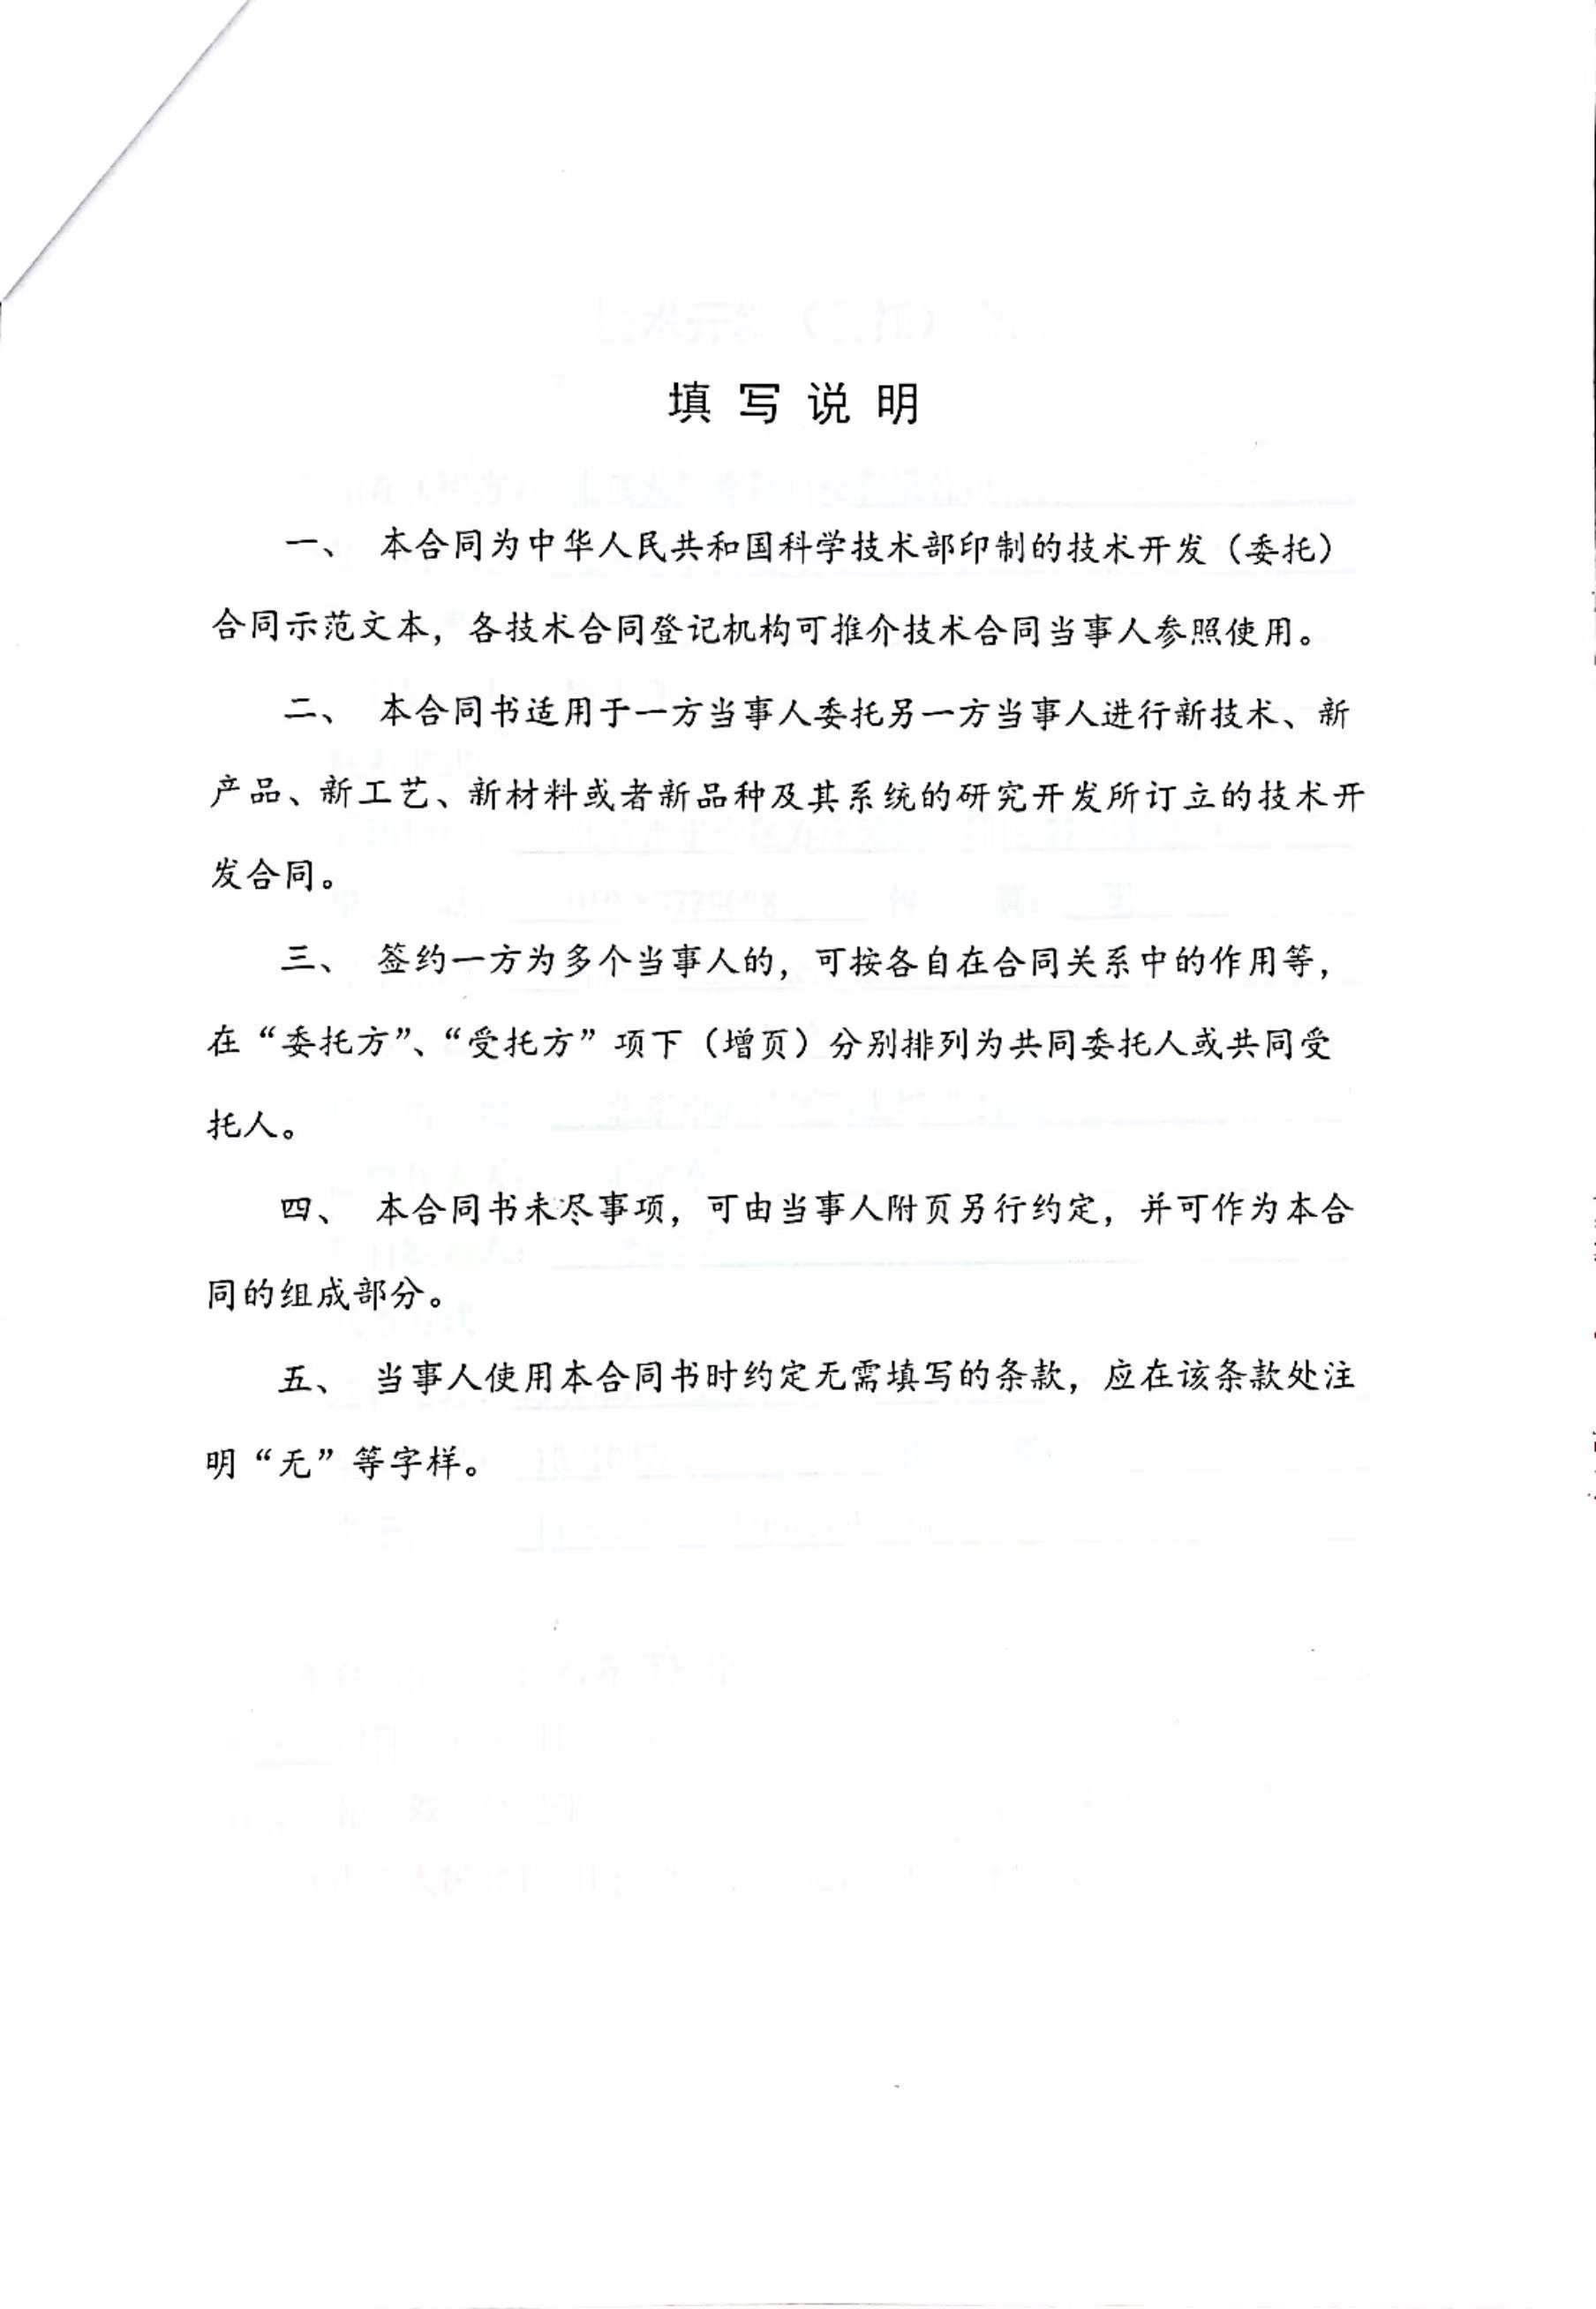 填写说明
一、 本合同为中华人民共和国科学技术部印制的技术开发（委托）
合同示范文本，各技术合同登记机构可推介技术合同当事人参照使用。
二、 本合同书适用于一方当事人委托另一方当事人进行新技术、新
产品、新工艺、新材料或者新品种及其系统的研究开发所订立的技术开
发合同。
三、 签约一方为多个当事人的，可按各自在合同关系中的作用等，
在“委托方”、“受托方”项下（增页）分别排列为共同委托人或共同受
托人。
四、 本合同书未尽事项，可由当事人附页另行约定，并可作为本合
同的组成部分。
五、 当事人使用本合同书时约定无需填写的条款，应在该条款处注
明“无”等字样。